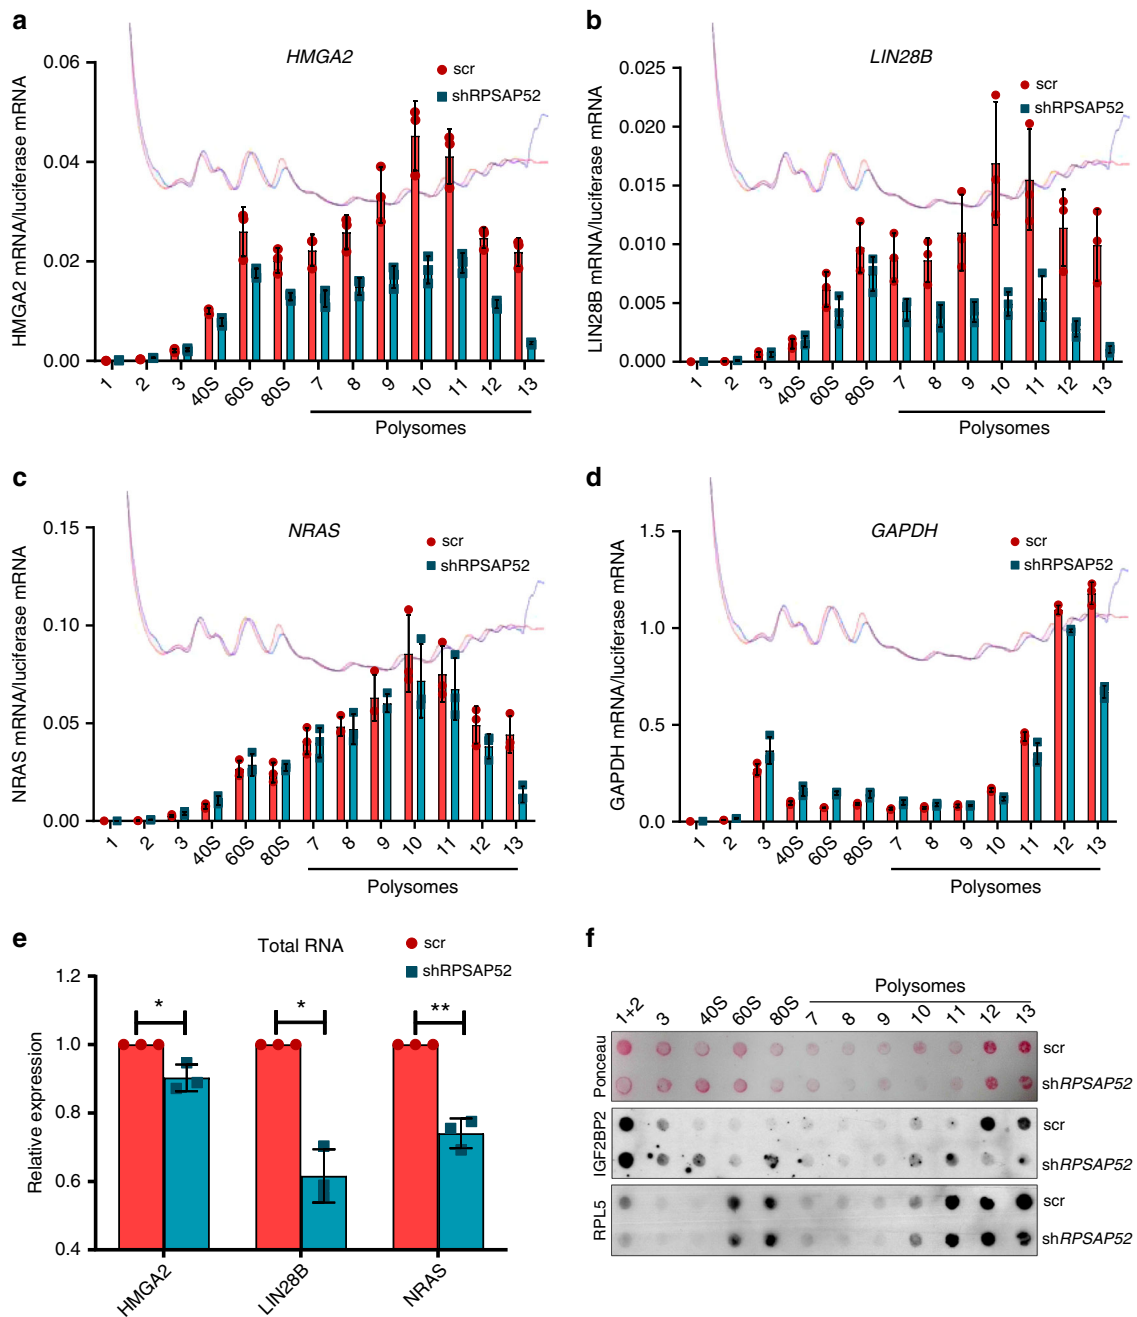 a
HMGA2
scr
shRPSAP52
HMGA2 mRNA/luciferase mRNA
0.06
0.04
0.02
0.00
1 2 3 40S 60S 80S 7 8 9 10 11 12 13
Polysomes
b
LIN28B
scr
shRPSAP52
LIN28B mRNA/luciferase mRNA
0.025
0.020
0.015
0.010
0.005
0.000
1 2 3 40S 60S 80S 7 8 9 10 11 12 13
Polysomes
c
NRAS
scr
shRPSAP52
NRAS mRNA/luciferase mRNA
0.15
0.10
0.05
0.00
1 2 3 40S 60S 80S 7 8 9 10 11 12 13
Polysomes
d
GAPDH
scr
shRPSAP52
GAPDH mRNA/luciferase mRNA
1.5
1.0
0.5
0.0
1 2 3 40S 60S 80S 7 8 9 10 11 12 13
Polysomes
e
Total RNA
scr
shRPSAP52
Relative expression
1.2
1.0
0.8
0.6
0.4
* * **
HMGA2 LIN28B NRAS
f
Polysomes
1+2 3 40S 60S 80S 7 8 9 10 11 12 13
Ponceau
scr
shRPSAP52
IGF2BP2
scr
shRPSAP52
RPL5
scr
shRPSAP52